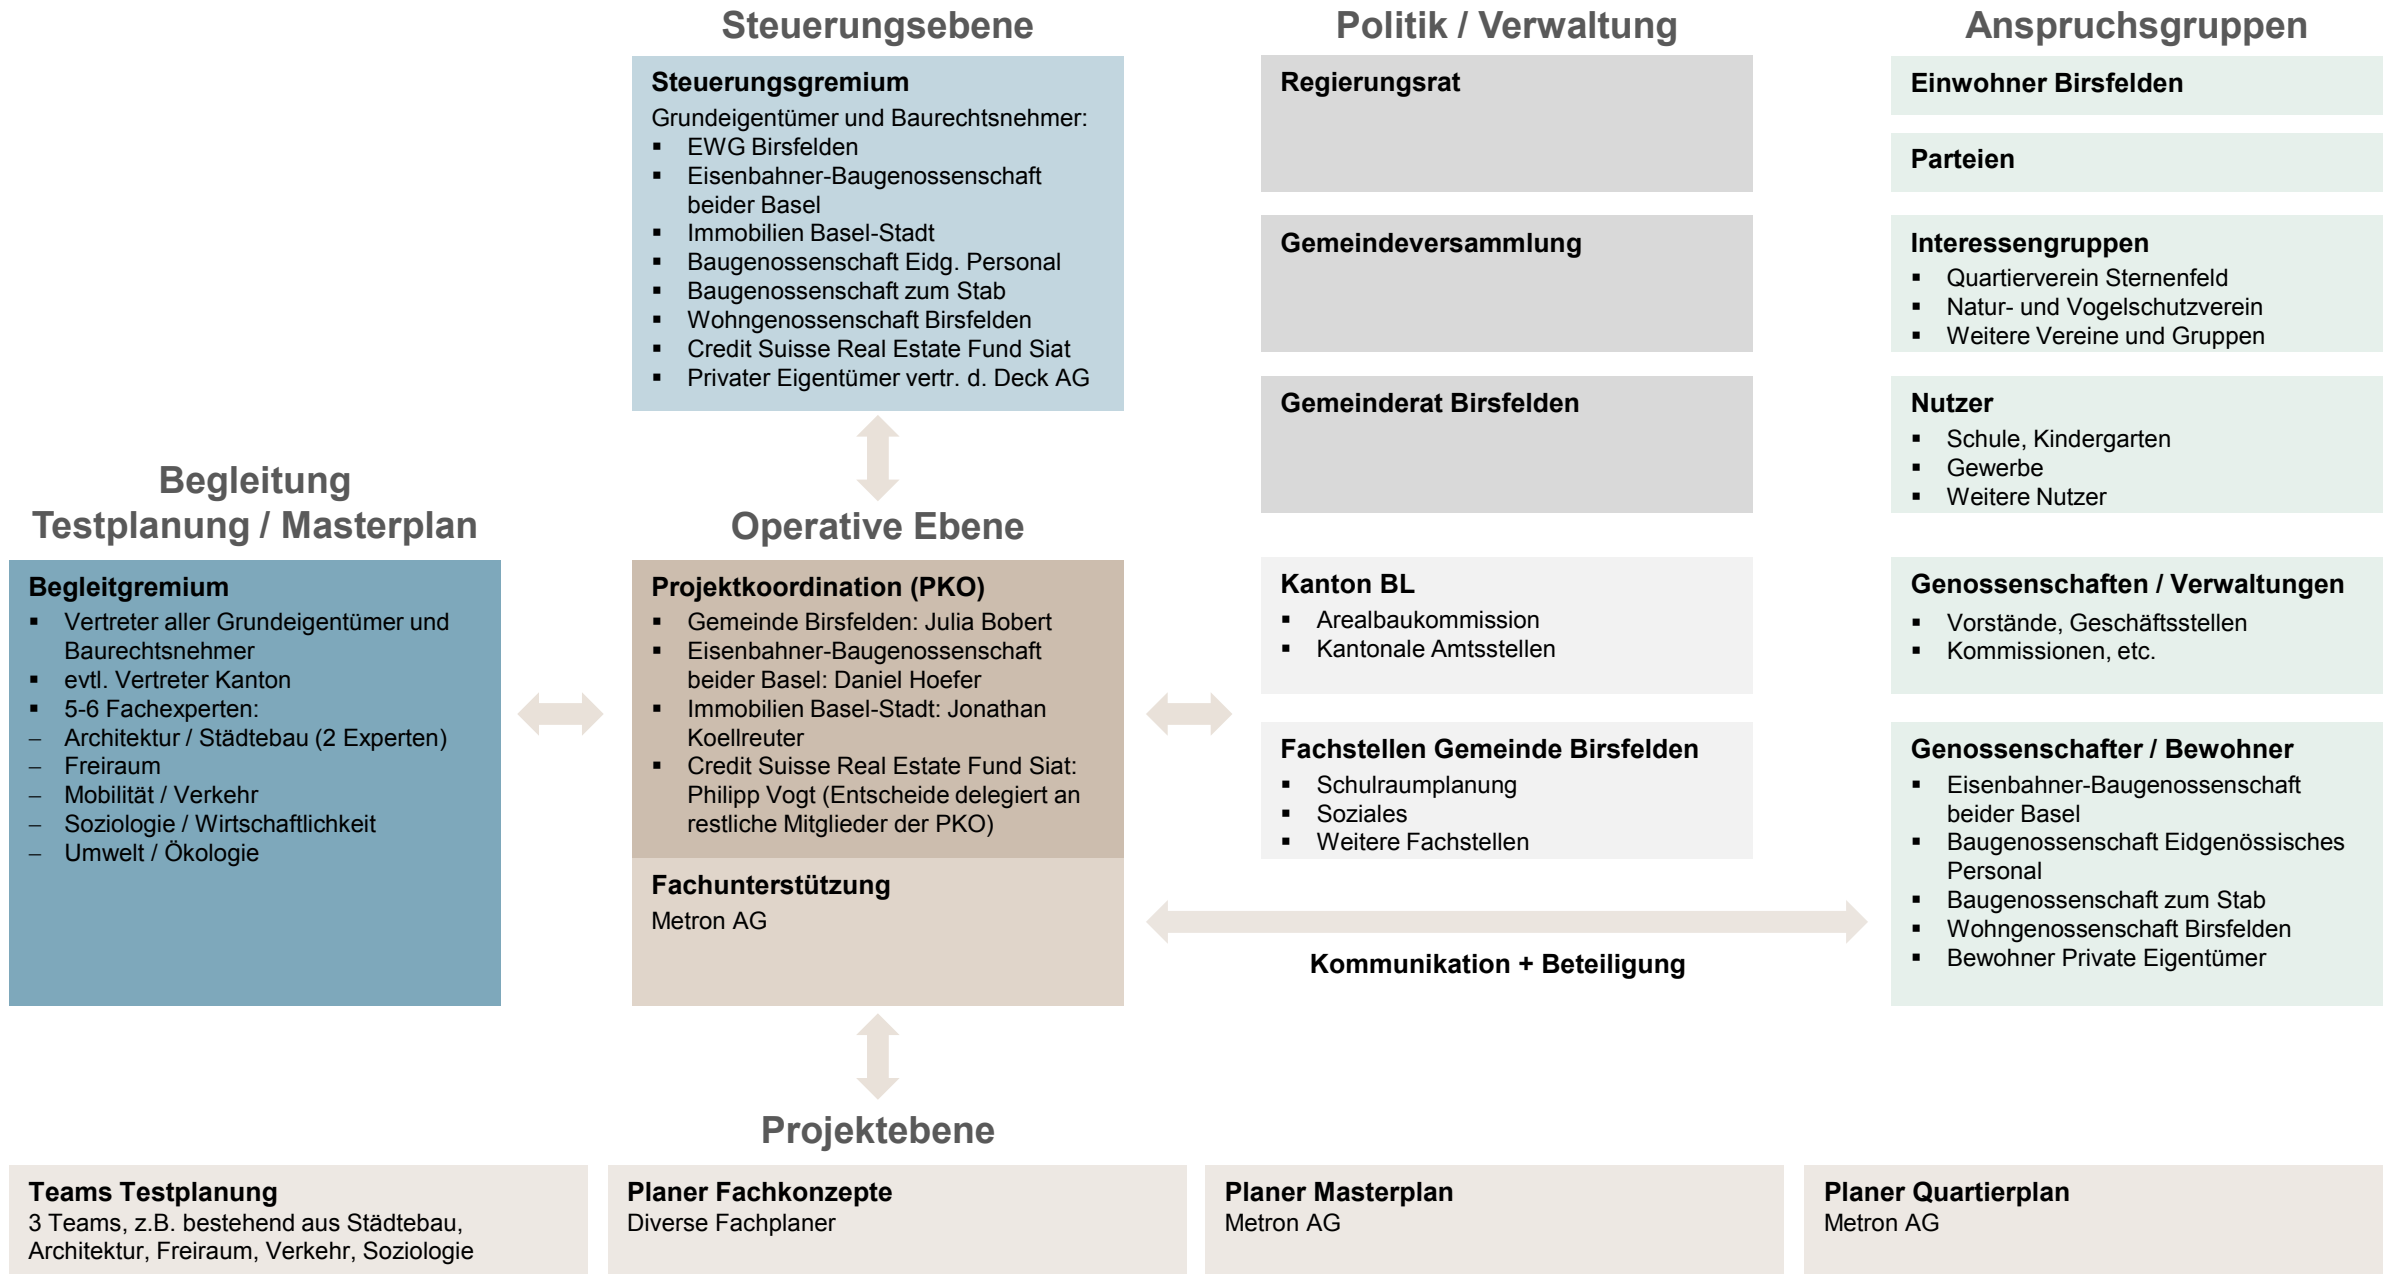 Steuerungsebene
Steuerungsgremium
Grundeigentümer und Baurechtsnehmer:
▪ EWG Birsfelden
▪ Eisenbahner-Baugenossenschaft
beider Basel
▪ Immobilien Basel-Stadt
▪ Baugenossenschaft Eidg. Personal
▪ Baugenossenschaft zum Stab
▪ Wohngenossenschaft Birsfelden
▪ Credit Suisse Real Estate Fund Siat
▪ Privater Eigentümer vertr. d. Deck AG
Politik / Verwaltung
Regierungsrat
Gemeindeversammlung
Gemeinderat Birsfelden
Kanton BL
▪ Arealbaukommission
▪ Kantonale Amtsstellen
Fachstellen Gemeinde Birsfelden
▪ Schulraumplanung
▪ Soziales
▪ Weitere Fachstellen
Anspruchsgruppen
Einwohner Birsfelden
Parteien
Interessengruppen
▪ Quartierverein Sternenfeld
▪ Natur- und Vogelschutzverein
▪ Weitere Vereine und Gruppen
Nutzer
▪ Schule, Kindergarten
▪ Gewerbe
▪ Weitere Nutzer
Genossenschaften / Verwaltungen
▪ Vorstände, Geschäftsstellen
▪ Kommissionen, etc.
Genossenschafter / Bewohner
▪ Eisenbahner-Baugenossenschaft
beider Basel
▪ Baugenossenschaft Eidgenössisches
Personal
▪ Baugenossenschaft zum Stab
▪ Wohngenossenschaft Birsfelden
▪ Bewohner Private Eigentümer
Begleitung
Testplanung / Masterplan
Begleitgremium
▪ Vertreter aller Grundeigentümer und
Baurechtsnehmer
▪ evtl. Vertreter Kanton
▪ 5-6 Fachexperten:
– Architektur / Städtebau (2 Experten)
– Freiraum
– Mobilität / Verkehr
– Soziologie / Wirtschaftlichkeit
– Umwelt / Ökologie
Operative Ebene
Projektkoordination (PKO)
▪ Gemeinde Birsfelden: Julia Bobert
▪ Eisenbahner-Baugenossenschaft
beider Basel: Daniel Hoefer
▪ Immobilien Basel-Stadt: Jonathan
Koellreuter
▪ Credit Suisse Real Estate Fund Siat:
Philipp Vogt (Entscheide delegiert an
restliche Mitglieder der PKO)
Fachunterstützung
Metron AG
Kommunikation + Beteiligung
Projektebene
Teams Testplanung
3 Teams, z.B. bestehend aus Städtebau,
Architektur, Freiraum, Verkehr, Soziologie
Planer Fachkonzepte
Diverse Fachplaner
Planer Masterplan
Metron AG
Planer Quartierplan
Metron AG